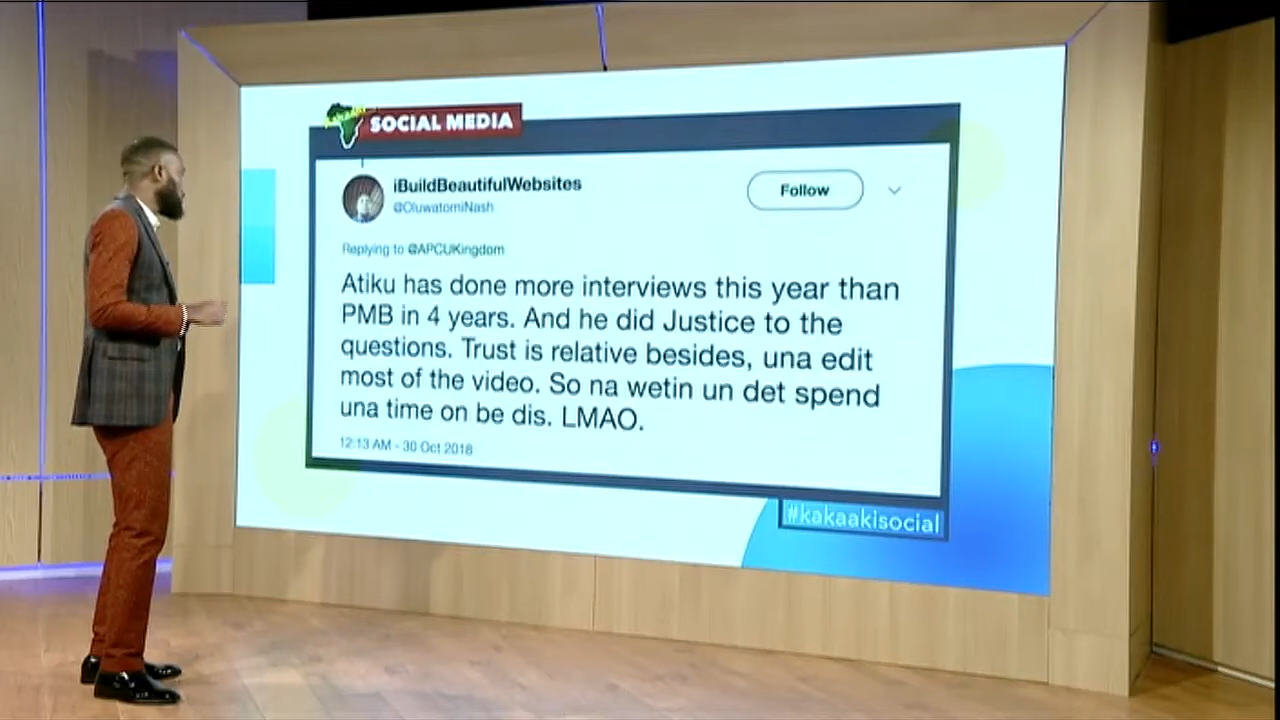 Kakaaki
SOCIAL MEDIA
iBuildBeautifulWebsites
@OluwatomiNash
Follow
Replying to @APCUKingdom
Atiku has done more interviews this year than
PMB in 4 years. And he did Justice to the
questions. Trust is relative besides, una edit
most of the video. So na wetin un det spend
una time on be dis. LMAO.
12:13 AM - 30 Oct 2018
#kakaakisocial